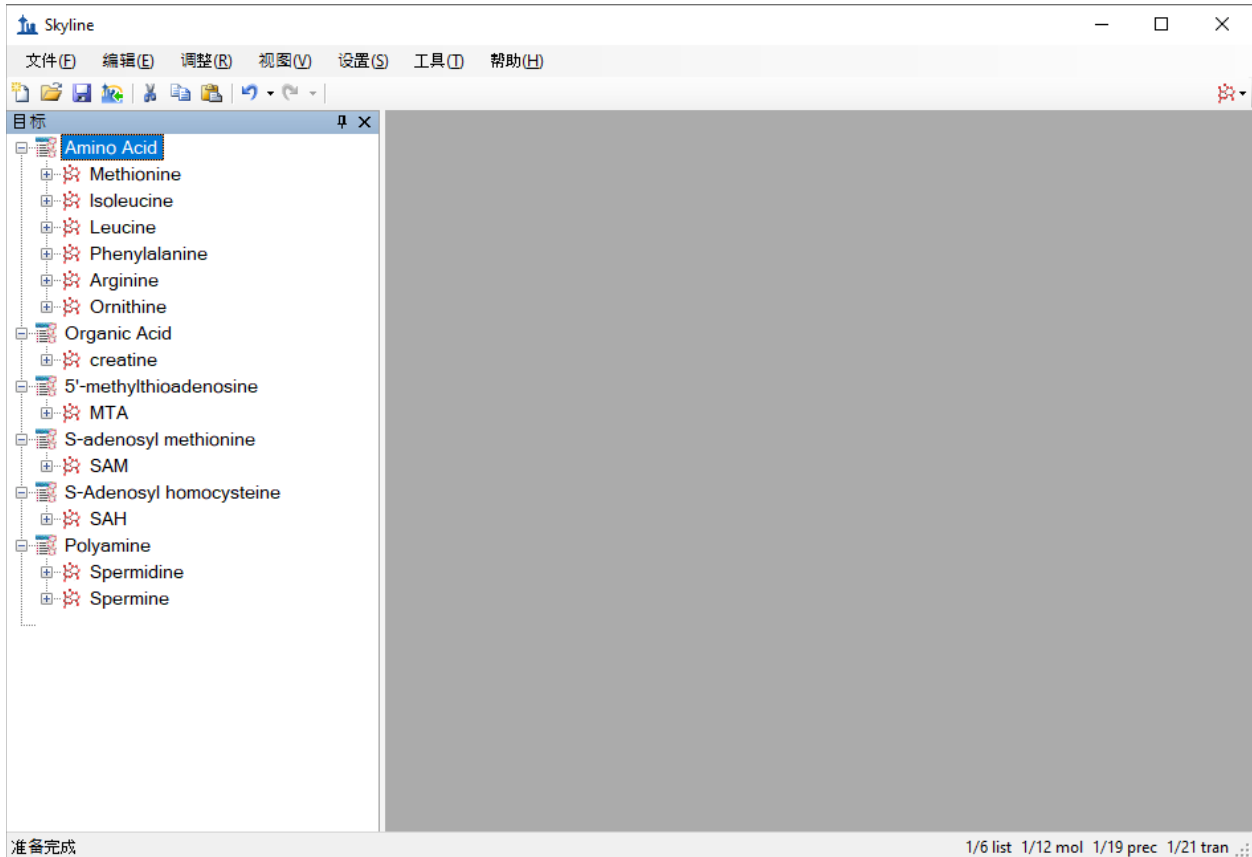 Skyline
文件(F) 编辑(E) 调整(R) 视图(V) 设置(S) 工具(T) 帮助(H)
目标
Amino Acid
Methionine
Isoleucine
Leucine
Phenylalanine
Arginine
Ornithine
Organic Acid
creatine
5'-methylthioadenosine
MTA
S-adenosyl methionine
SAM
S-Adenosyl homocysteine
SAH
Polyamine
Spermidine
Spermine
准备完成 1/6 list 1/12 mol 1/19 prec 1/21 tran